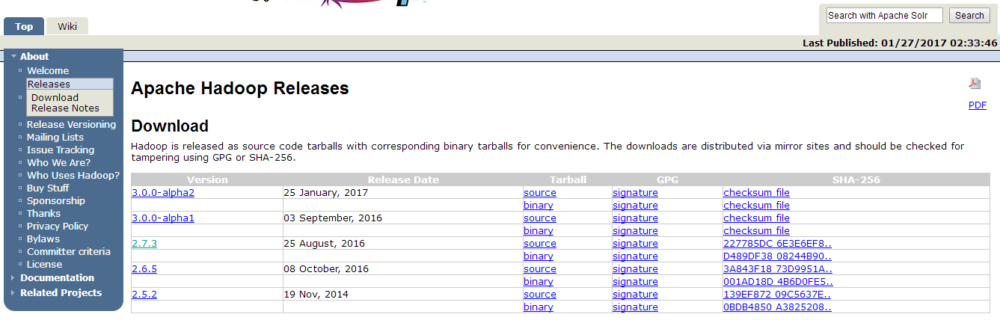 Search with Apache Solr Search
Top Wiki
Last Published: 01/27/2017 02:33:46
About
Welcome
Releases
Download
Release Notes
Release Versioning
Mailing Lists
Issue Tracking
Who We Are?
Who Uses Hadoop?
Buy Stuff
Sponsorship
Thanks
Privacy Policy
Bylaws
Committer criteria
License
Documentation
Related Projects
Apache Hadoop Releases
PDF
Download
Hadoop is released as source code tarballs with corresponding binary tarballs for convenience. The downloads are distributed via mirror sites and should be checked for
tampering using GPG or SHA-256.
Version Release Date Tarball GPG SHA-256
3.0.0-alpha2 25 January, 2017 source signature checksum file
binary signature checksum file
3.0.0-alpha1 03 September, 2016 source signature checksum file
binary signature checksum file
2.7.3 25 August, 2016 source signature 227785DC 6E3E6EF8..
binary signature D489DF38 08244B90..
2.6.5 08 October, 2016 source signature 3A843F18 73D9951A..
binary signature 001AD18D 4B6D0FE5..
2.5.2 19 Nov, 2014 source signature 139EF872 09C5637E..
binary signature 0BDB4850 A3825208..